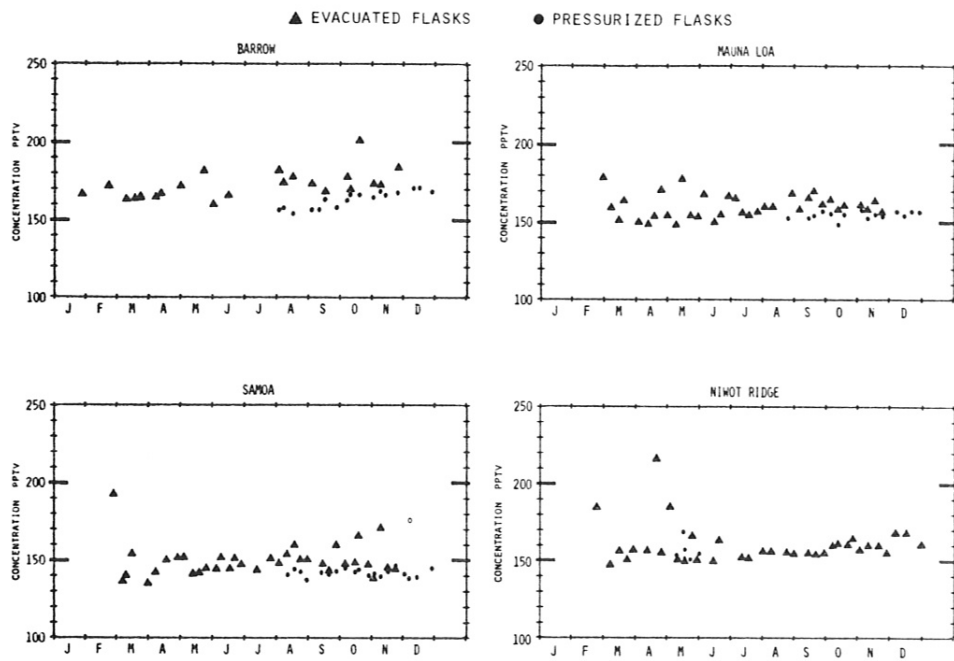 ▲ EVACUATED FLASKS ● PRESSURIZED FLASKS
BARROW
250
200
150
100
CONCENTRATION PPTV
J F M A M J J A S O N D
MAUNA LOA
250
200
150
100
CONCENTRATION PPTV
J F M A M J J A S O N D
SAMOA
250
200
150
100
CONCENTRATION PPTV
J F M A M J J A S O N D
NIWOT RIDGE
250
200
150
100
CONCENTRATION PPTV
J F M A M J J A S O N D